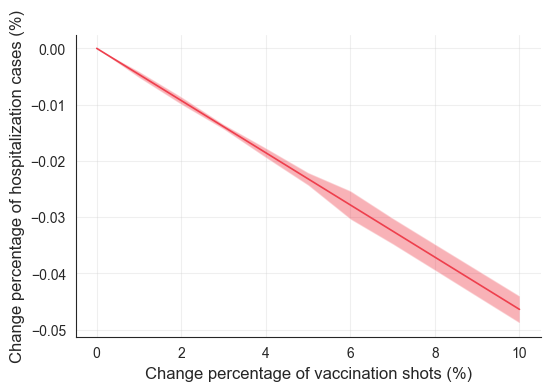 Change percentage of hospitalization cases (%)
0.00
−0.01
−0.02
−0.03
−0.04
−0.05
0 2 4 6 8 10
Change percentage of vaccination shots (%)